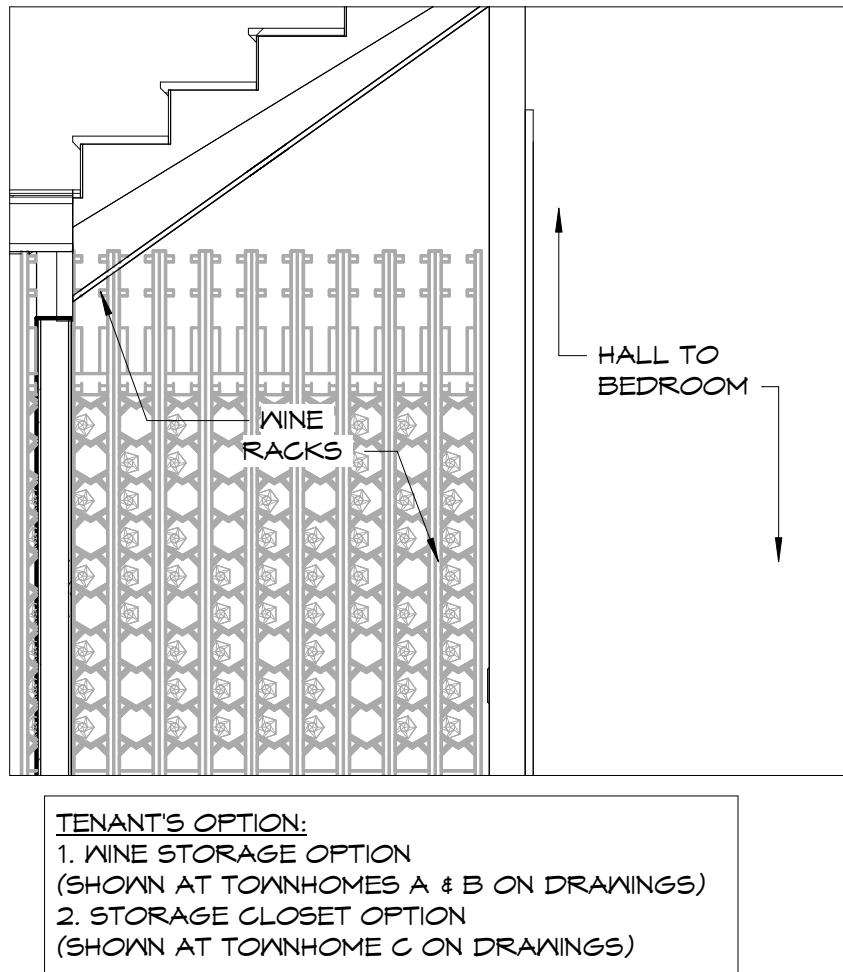 HALL TO
BEDROOM
WINE
RACKS
TENANT'S OPTION:
1. WINE STORAGE OPTION
(SHOWN AT TOWNHOMES A & B ON DRAWINGS)
2. STORAGE CLOSET OPTION
(SHOWN AT TOWNHOME C ON DRAWINGS)